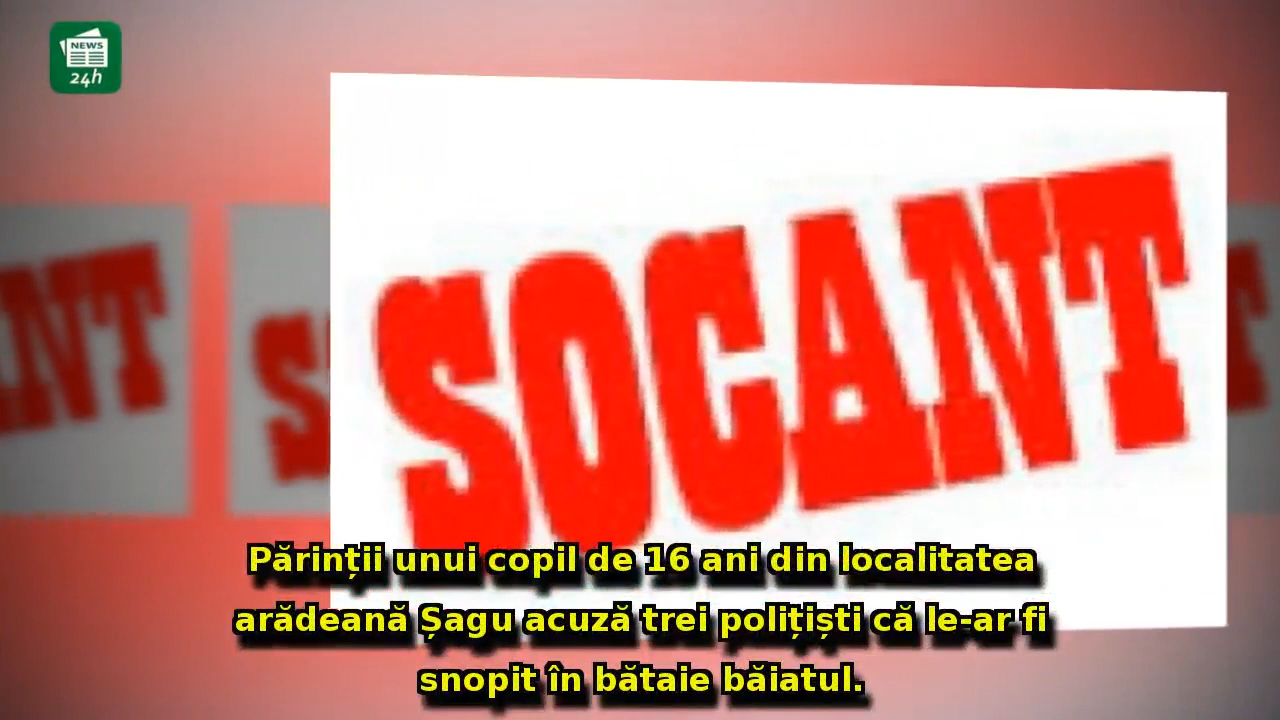 NEWS
24h
SOCANT
ANT
S
Părinții unui copil de 16 ani din localitatea
arădeană Șagu acuză trei polițiști că le-ar fi
snopit în bătaie băiatul.